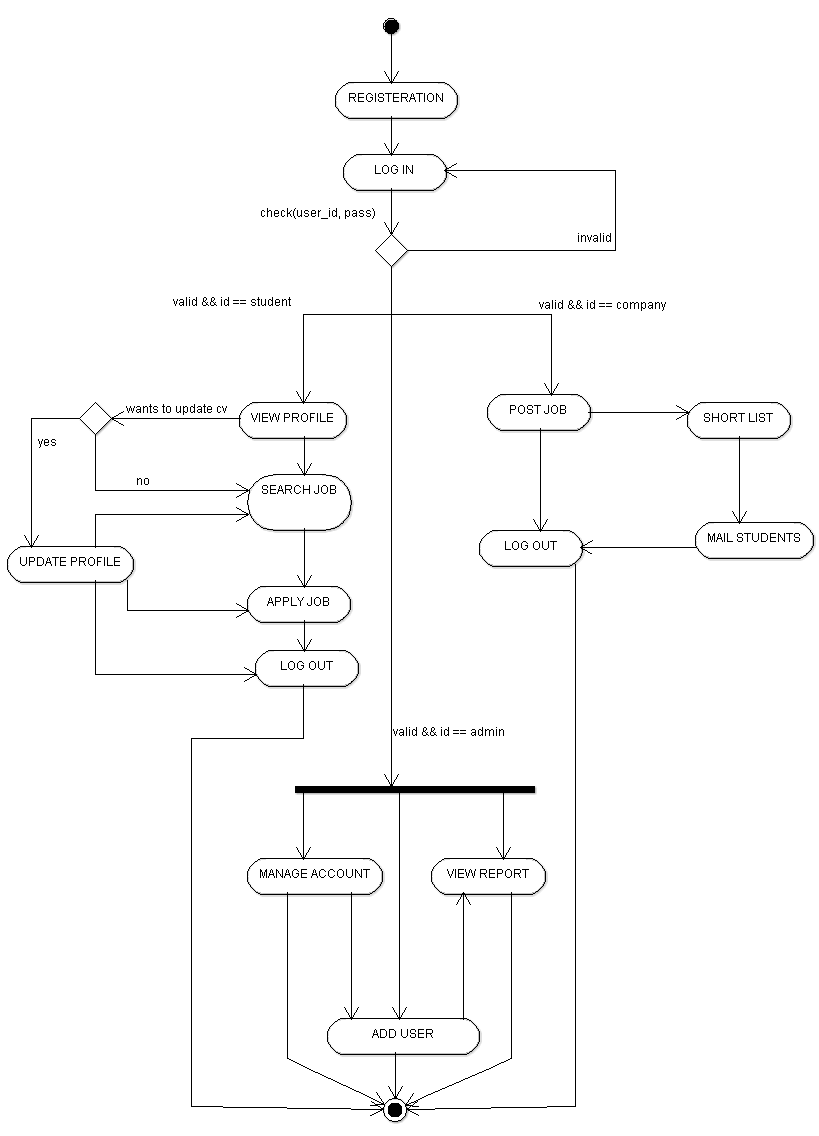 REGISTERATION
LOG IN
check(user_id, pass)
invalid
valid && id == student
valid && id == company
wants to update cv
VIEW PROFILE
POST JOB
SHORT LIST
yes
no
SEARCH JOB
UPDATE PROFILE
LOG OUT
MAIL STUDENTS
APPLY JOB
LOG OUT
valid && id == admin
MANAGE ACCOUNT
VIEW REPORT
ADD USER